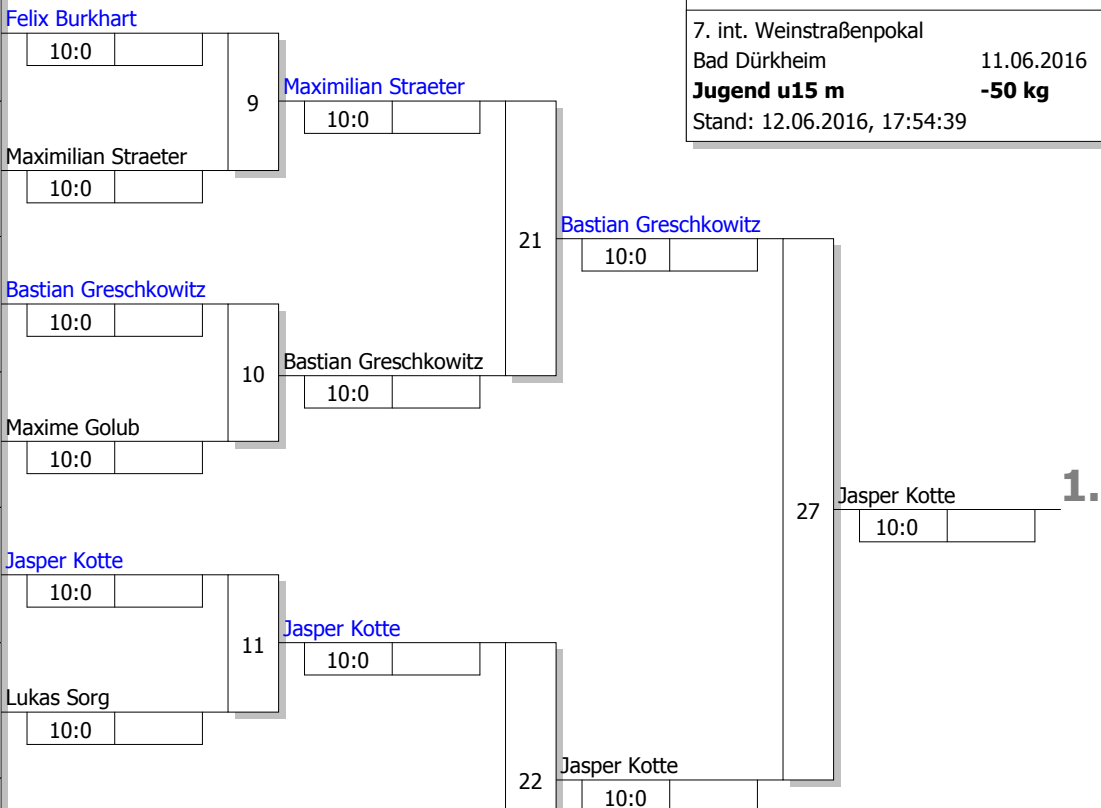 Felix Burkhart
10:0
9
Maximilian Straeter
10:0
Maximilian Straeter
10:0
7. int. Weinstraßenpokal
Bad Dürkheim 11.06.2016
Jugend u15 m -50 kg
Stand: 12.06.2016, 17:54:39
21
Bastian Greschkowitz
10:0
Bastian Greschkowitz
10:0
10
Bastian Greschkowitz
10:0
Maxime Golub
10:0
27
Jasper Kotte
10:0
1.
Jasper Kotte
10:0
11
Jasper Kotte
10:0
Lukas Sorg
10:0
22
Jasper Kotte
10:0